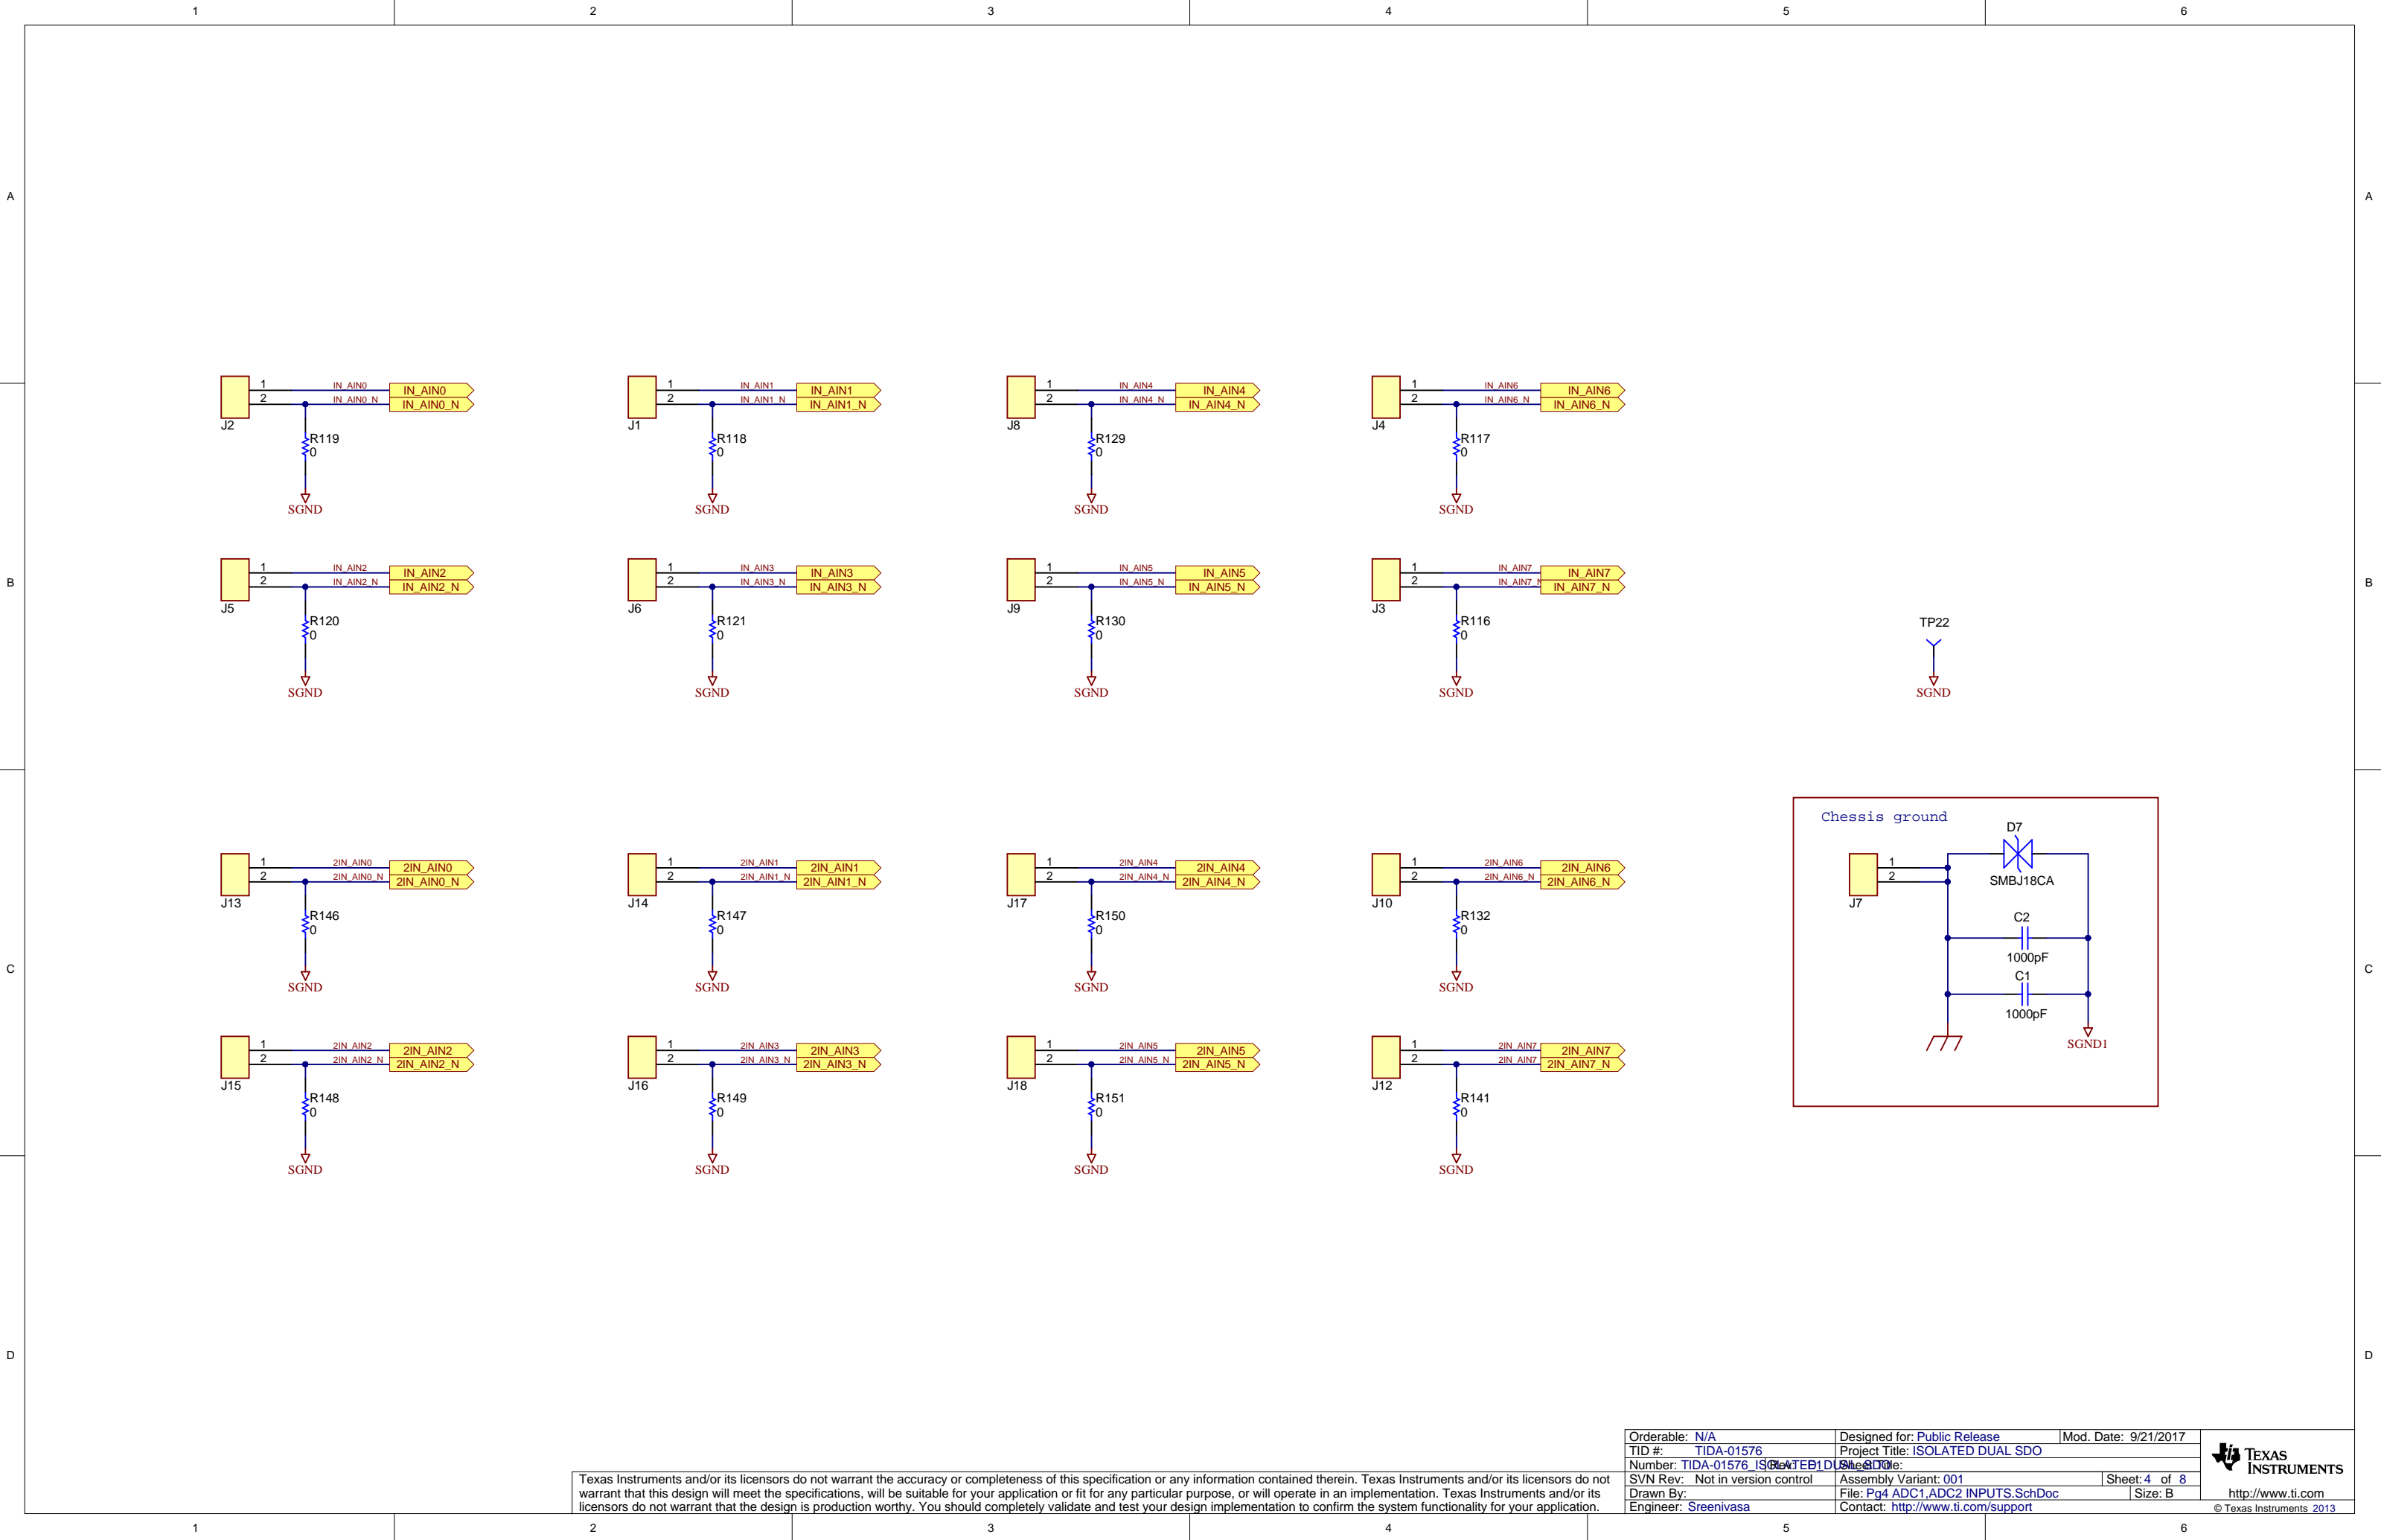 1 2 3 4 5 6
A A
1 IN_AIN0 IN_AIN0
2 IN_AIN0_N IN_AIN0_N
J2
R119
0
SGND
1 IN_AIN1 IN_AIN1
2 IN_AIN1_N IN_AIN1_N
J1
R118
0
SGND
1 IN_AIN4 IN_AIN4
2 IN_AIN4_N IN_AIN4_N
J8
R129
0
SGND
1 IN_AIN6 IN_AIN6
2 IN_AIN6_N IN_AIN6_N
J4
R117
0
SGND
B B
1 IN_AIN2 IN_AIN2
2 IN_AIN2_N IN_AIN2_N
J5
R120
0
SGND
1 IN_AIN3 IN_AIN3
2 IN_AIN3_N IN_AIN3_N
J6
R121
0
SGND
1 IN_AIN5 IN_AIN5
2 IN_AIN5_N IN_AIN5_N
J9
R130
0
SGND
1 IN_AIN7 IN_AIN7
2 IN_AIN7_N IN_AIN7_N
J3
R116
0
SGND
TP22
SGND
1 2IN_AIN0 2IN_AIN0
2 2IN_AIN0_N 2IN_AIN0_N
J13
R146
0
SGND
1 2IN_AIN1 2IN_AIN1
2 2IN_AIN1_N 2IN_AIN1_N
J14
R147
0
SGND
1 2IN_AIN4 2IN_AIN4
2 2IN_AIN4_N 2IN_AIN4_N
J17
R150
0
SGND
1 2IN_AIN6 2IN_AIN6
2 2IN_AIN6_N 2IN_AIN6_N
J10
R132
0
SGND
Chessis ground
D7
1
2
SMBJ18CA
J7
C2
1000pF
C1
1000pF
SGND1
C C
1 2IN_AIN2 2IN_AIN2
2 2IN_AIN2_N 2IN_AIN2_N
J15
R148
0
SGND
1 2IN_AIN3 2IN_AIN3
2 2IN_AIN3_N 2IN_AIN3_N
J16
R149
0
SGND
1 2IN_AIN5 2IN_AIN5
2 2IN_AIN5_N 2IN_AIN5_N
J18
R151
0
SGND
1 2IN_AIN7 2IN_AIN7
2 2IN_AIN7 2IN_AIN7_N
J12
R141
0
SGND
D D
Texas Instruments and/or its licensors do not warrant the accuracy or completeness of this specification or any information contained therein. Texas Instruments and/or its licensors do not
warrant that this design will meet the specifications, will be suitable for your application or fit for any particular purpose, or will operate in an implementation. Texas Instruments and/or its
licensors do not warrant that the design is production worthy. You should completely validate and test your design implementation to confirm the system functionality for your application.
Orderable: N/A Designed for: Public Release Mod. Date: 9/21/2017
TID #: TIDA-01576 Project Title: ISOLATED DUAL SDO
Number: TIDA-01576_ISOLATED_DUAL_SDO Rev: E1 Sheet Title:
SVN Rev: Not in version control Assembly Variant: 001 Sheet: 4 of 8
Drawn By: File: Pg4 ADC1,ADC2 INPUTS.SchDoc Size: B
Engineer: Sreenivasa Contact: http://www.ti.com/support
TEXAS
INSTRUMENTS
http://www.ti.com
© Texas Instruments 2013
1 2 3 4 5 6